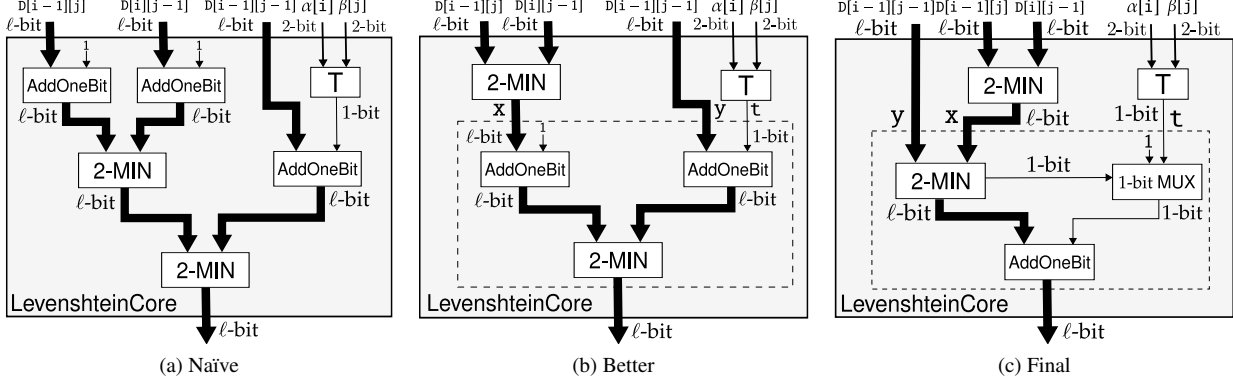 D[i − 1][j] D[i][j − 1] D[i − 1][j − 1] α[i] β[j]
ℓ-bit ℓ-bit ℓ-bit 2-bit 2-bit
1 1
AddOneBit AddOneBit T
ℓ-bit ℓ-bit 1-bit
2-MIN AddOneBit
ℓ-bit ℓ-bit
2-MIN
LevenshteinCore
ℓ-bit
(a) Naïve
D[i − 1][j] D[i][j − 1] D[i − 1][j − 1] α[i] β[j]
ℓ-bit ℓ-bit ℓ-bit 2-bit 2-bit
2-MIN T
x y t
ℓ-bit 1 1-bit
AddOneBit AddOneBit
ℓ-bit ℓ-bit
2-MIN
LevenshteinCore
ℓ-bit
(b) Better
D[i − 1][j − 1] D[i − 1][j] D[i][j − 1] α[i] β[j]
ℓ-bit ℓ-bit ℓ-bit 2-bit 2-bit
2-MIN T
y x ℓ-bit 1-bit t
1
2-MIN 1-bit 1-bit MUX
ℓ-bit 1-bit
AddOneBit
LevenshteinCore
ℓ-bit
(c) Final